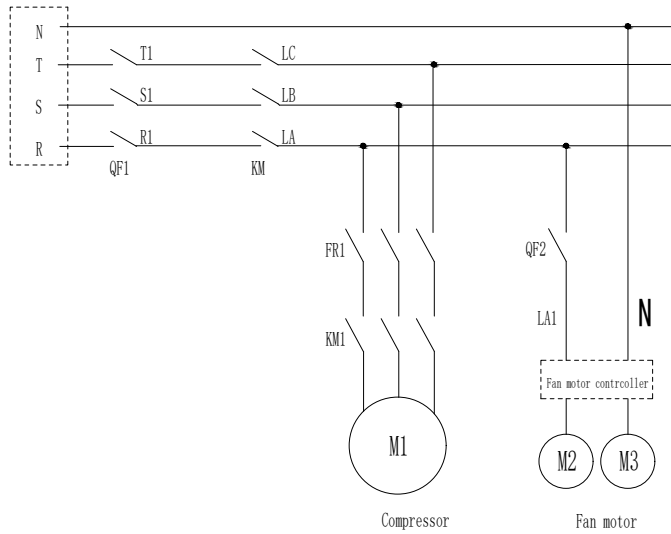 N
T T1 LC
S S1 LB
R R1 LA
QF1 KM
FR1 QF2
KM1 LA1 N
Fan motor contrcoller
M1 M2 M3
Compressor Fan motor